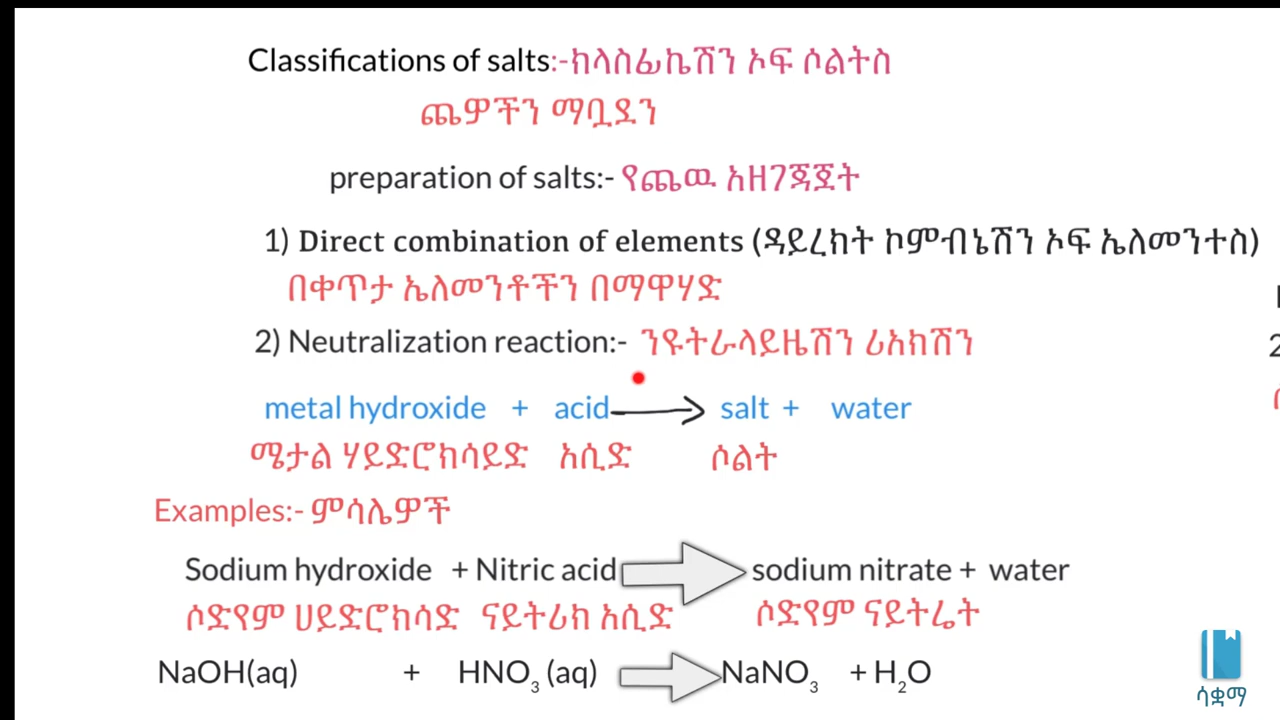 Classifications of salts:-ክላስፊኬሽን ኦፍ ሶልትስ
ጨዎችን ማቧደን
preparation of salts:- የጨዉ አዘገጃጀት
1) Direct combination of elements (ዳይረክት ኮምብኔሽን ኦፍ ኤለመንተስ)
በቀጥታ ኤለመንቶችን በማዋሃድ
2) Neutralization reaction:- ንዩትራላይዜሽን ሪአክሽን
metal hydroxide + acid → salt + water
ሜታል ሃይድሮክሳይድ አሲድ ሶልት
Examples:- ምሳሌዎች
Sodium hydroxide + Nitric acid → sodium nitrate + water
ሶድየም ሀይድሮክሳድ ናይትሪክ አሲድ ሶድየም ናይትሬት
NaOH(aq) + HNO₃ (aq) → NaNO₃ + H₂O
ሳቋማ